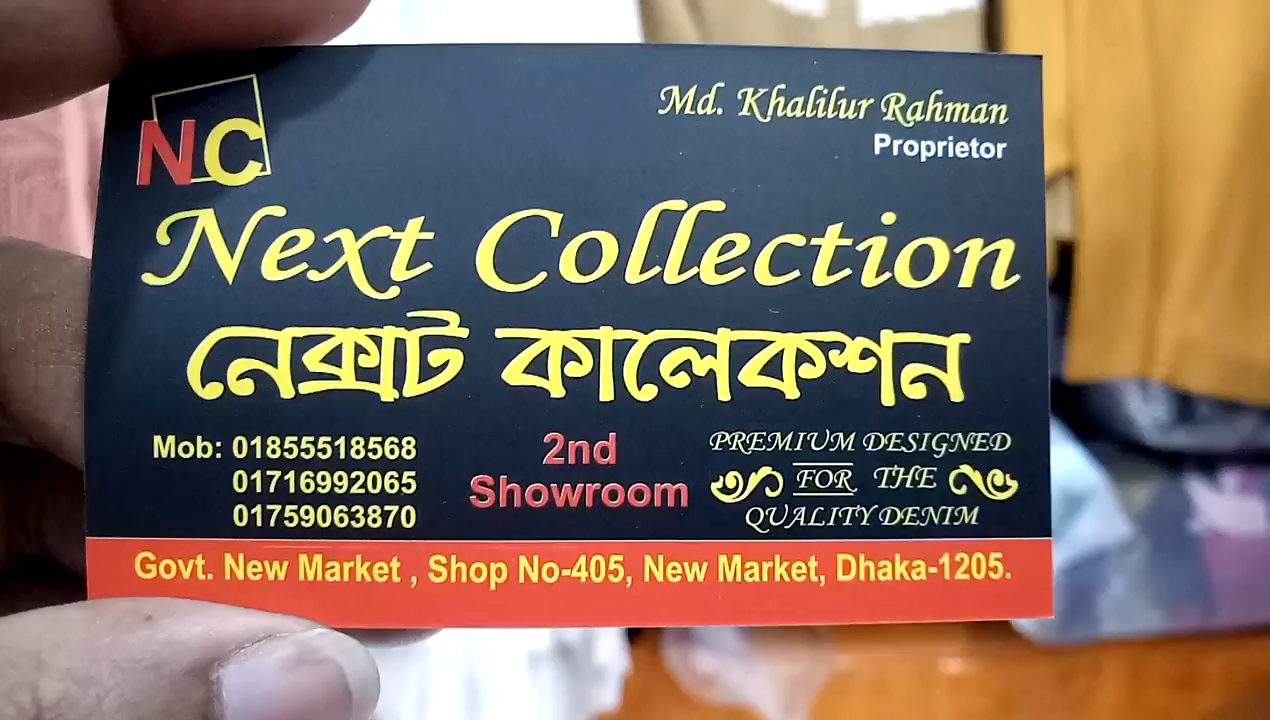 NC
Md. Khalilur Rahman
Proprietor
Next Collection
নেক্সট কালেকশন
Mob: 01855518568
01716992065
01759063870
2nd
Showroom
PREMIUM DESIGNED
FOR THE
QUALITY DENIM
Govt. New Market , Shop No-405, New Market, Dhaka-1205.